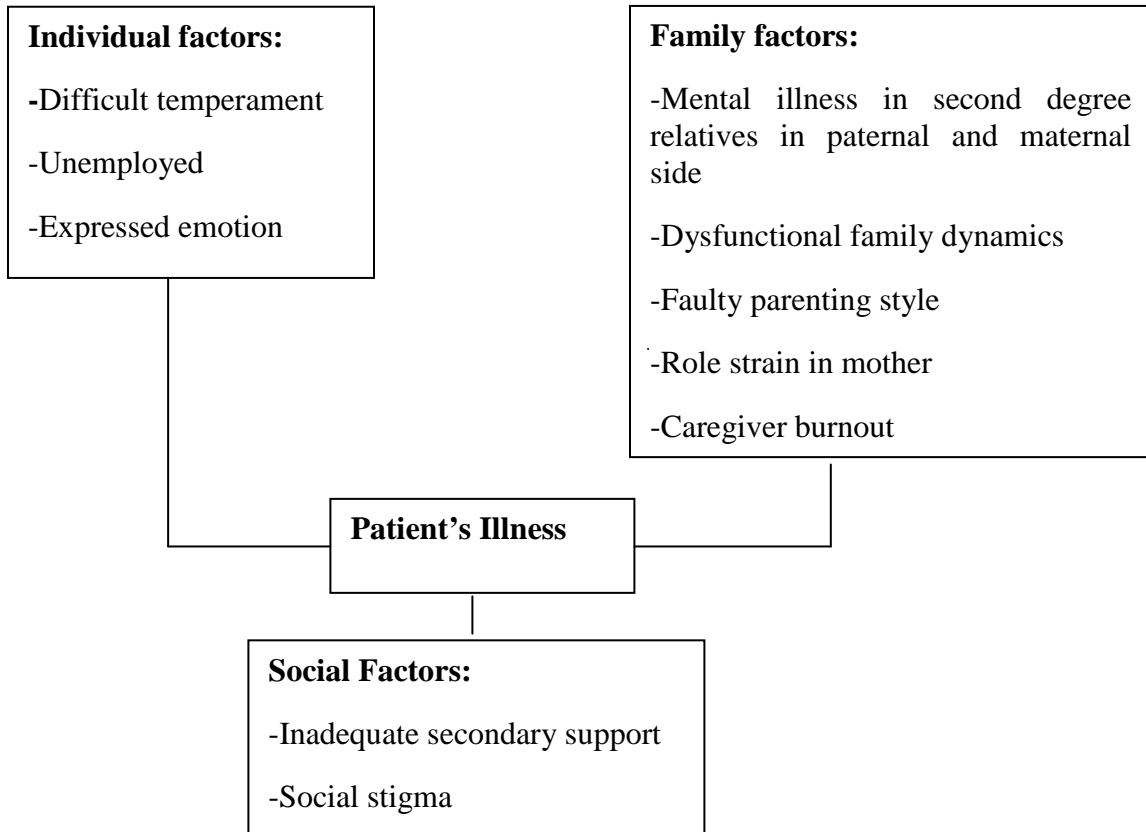 Individual factors:
-Difficult temperament
-Unemployed
-Expressed emotion
Family factors:
-Mental illness in second degree
relatives in paternal and maternal
side
-Dysfunctional family dynamics
-Faulty parenting style
-Role strain in mother
-Caregiver burnout
Patient’s Illness
Social Factors:
-Inadequate secondary support
-Social stigma